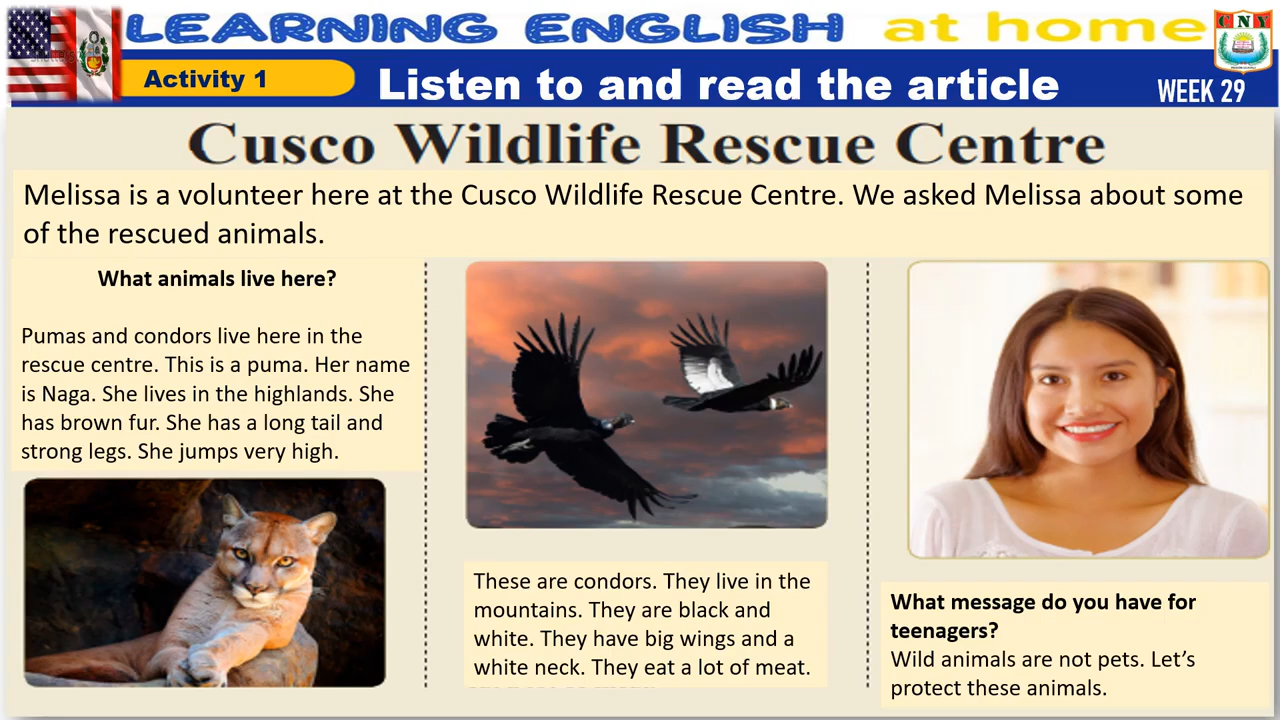 LEARNING ENGLISH at home
CNY
Activity 1
Listen to and read the article
WEEK 29
Cusco Wildlife Rescue Centre
Melissa is a volunteer here at the Cusco Wildlife Rescue Centre. We asked Melissa about some
of the rescued animals.
What animals live here?
Pumas and condors live here in the
rescue centre. This is a puma. Her name
is Naga. She lives in the highlands. She
has brown fur. She has a long tail and
strong legs. She jumps very high.
These are condors. They live in the
mountains. They are black and
white. They have big wings and a
white neck. They eat a lot of meat.
What message do you have for
teenagers?
Wild animals are not pets. Let’s
protect these animals.